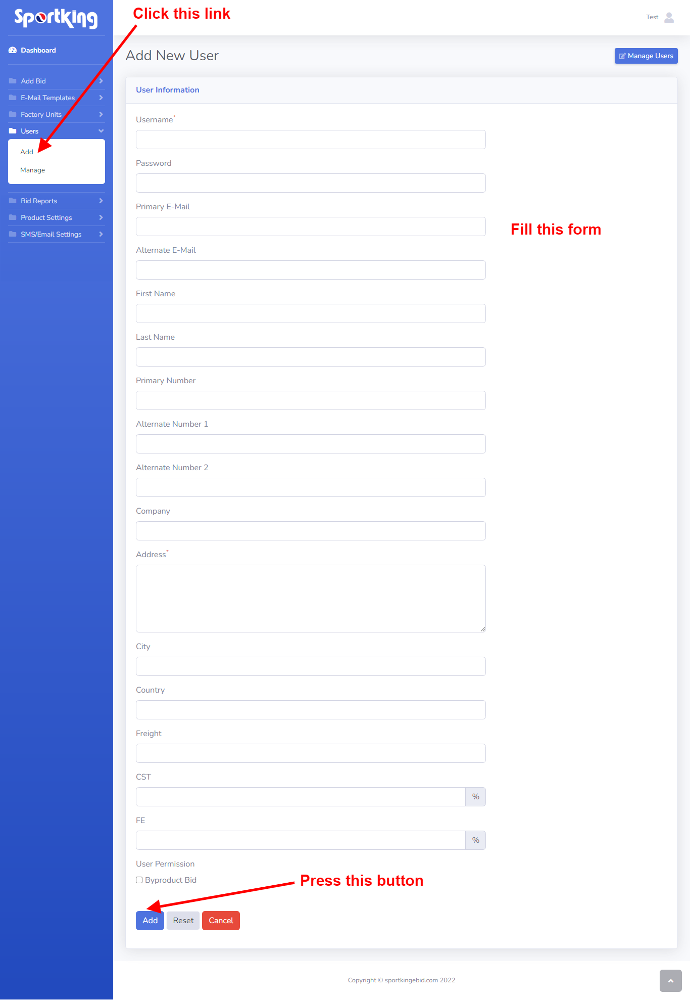 Sportking
Click this link
Test
Dashboard
Add New User
Manage Users
Add Bid
E-Mail Templates
Factory Units
Users
Add
Manage
Bid Reports
Product Settings
SMS/Email Settings
User Information
Username*
Password
Primary E-Mail
Fill this form
Alternate E-Mail
First Name
Last Name
Primary Number
Alternate Number 1
Alternate Number 2
Company
Address*
City
Country
Freight
CST
%
FE
%
User Permission
Byproduct Bid
Press this button
Add Reset Cancel
Copyright © sportkingebid.com 2022